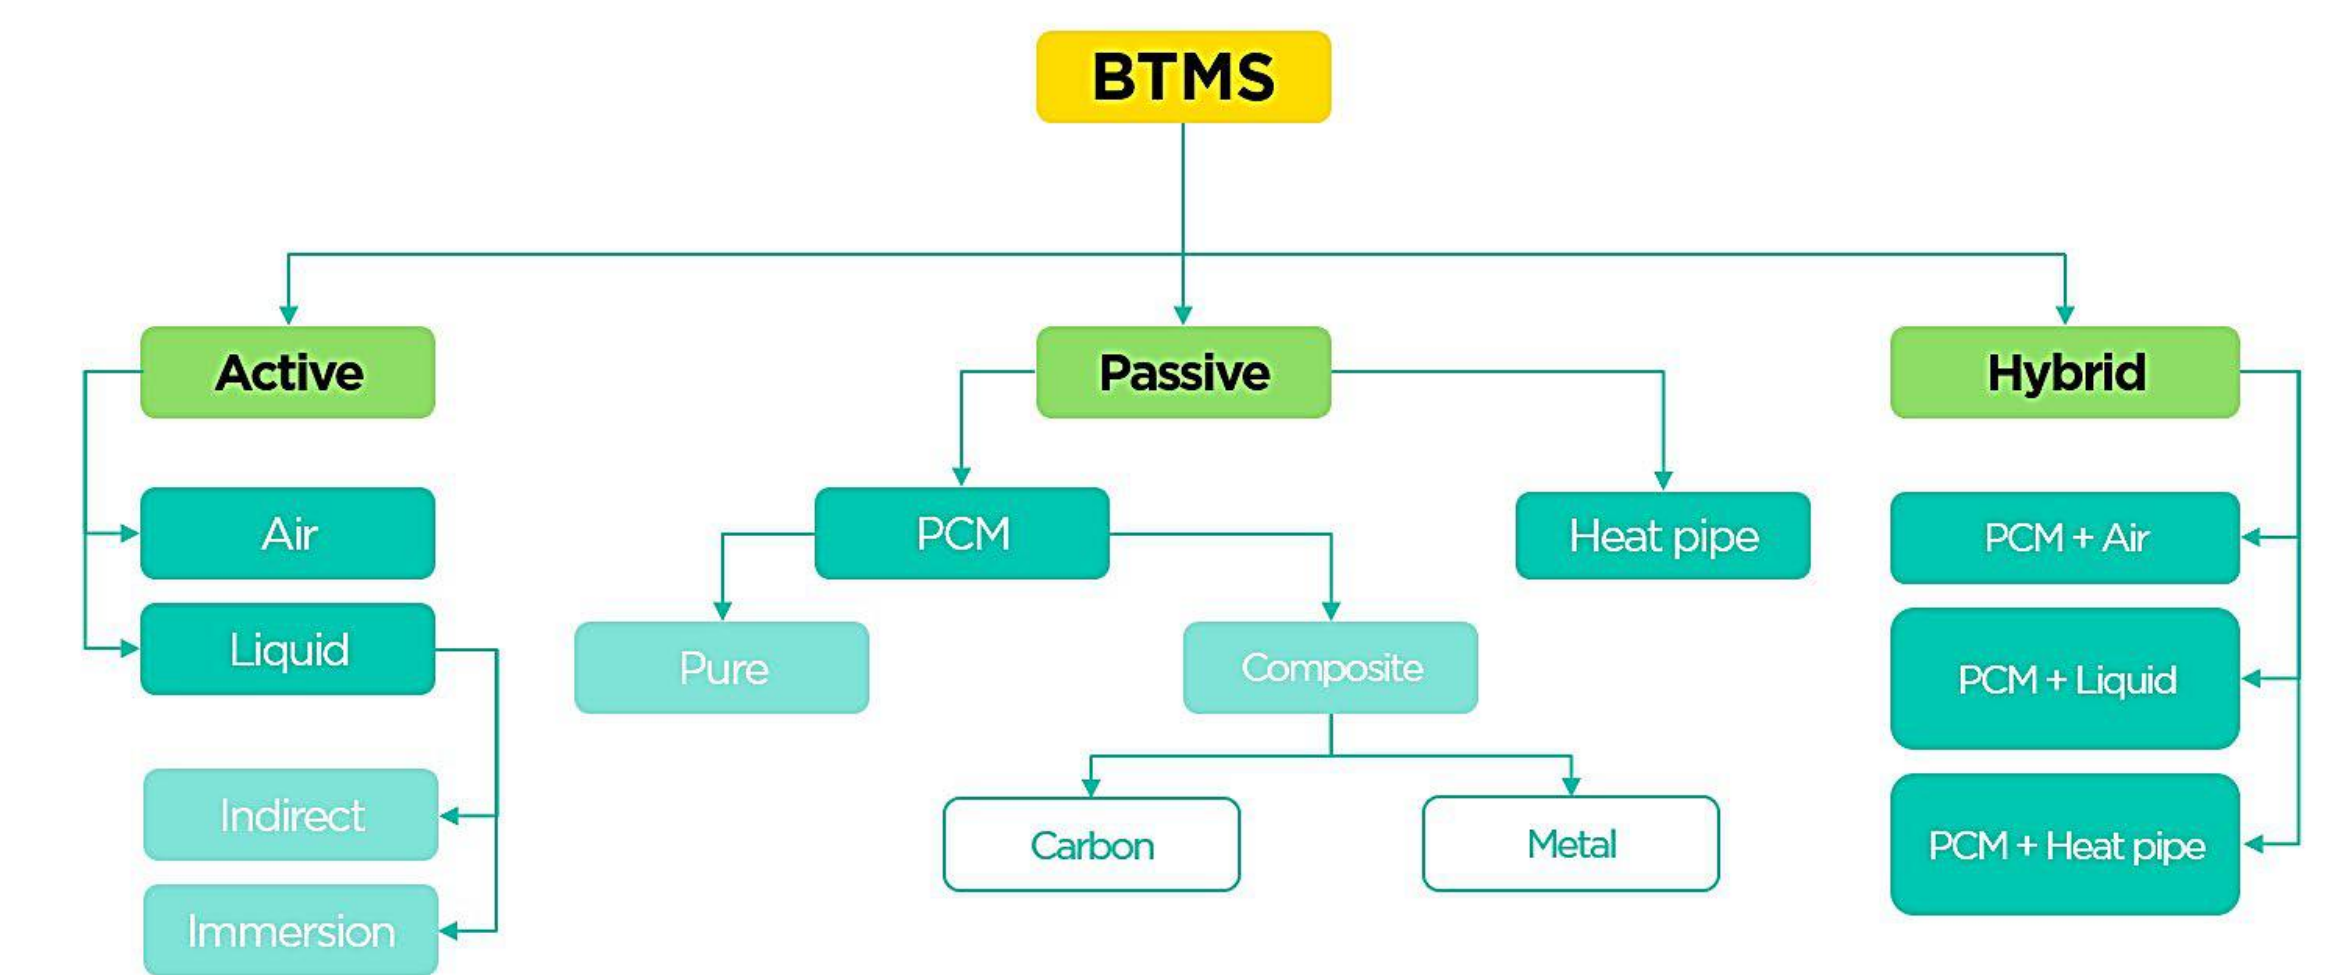 BTMS
Active
Passive
Hybrid
Air
PCM
Heat pipe
PCM + Air
Liquid
Pure
Composite
PCM + Liquid
Indirect
Carbon
Metal
PCM + Heat pipe
Immersion